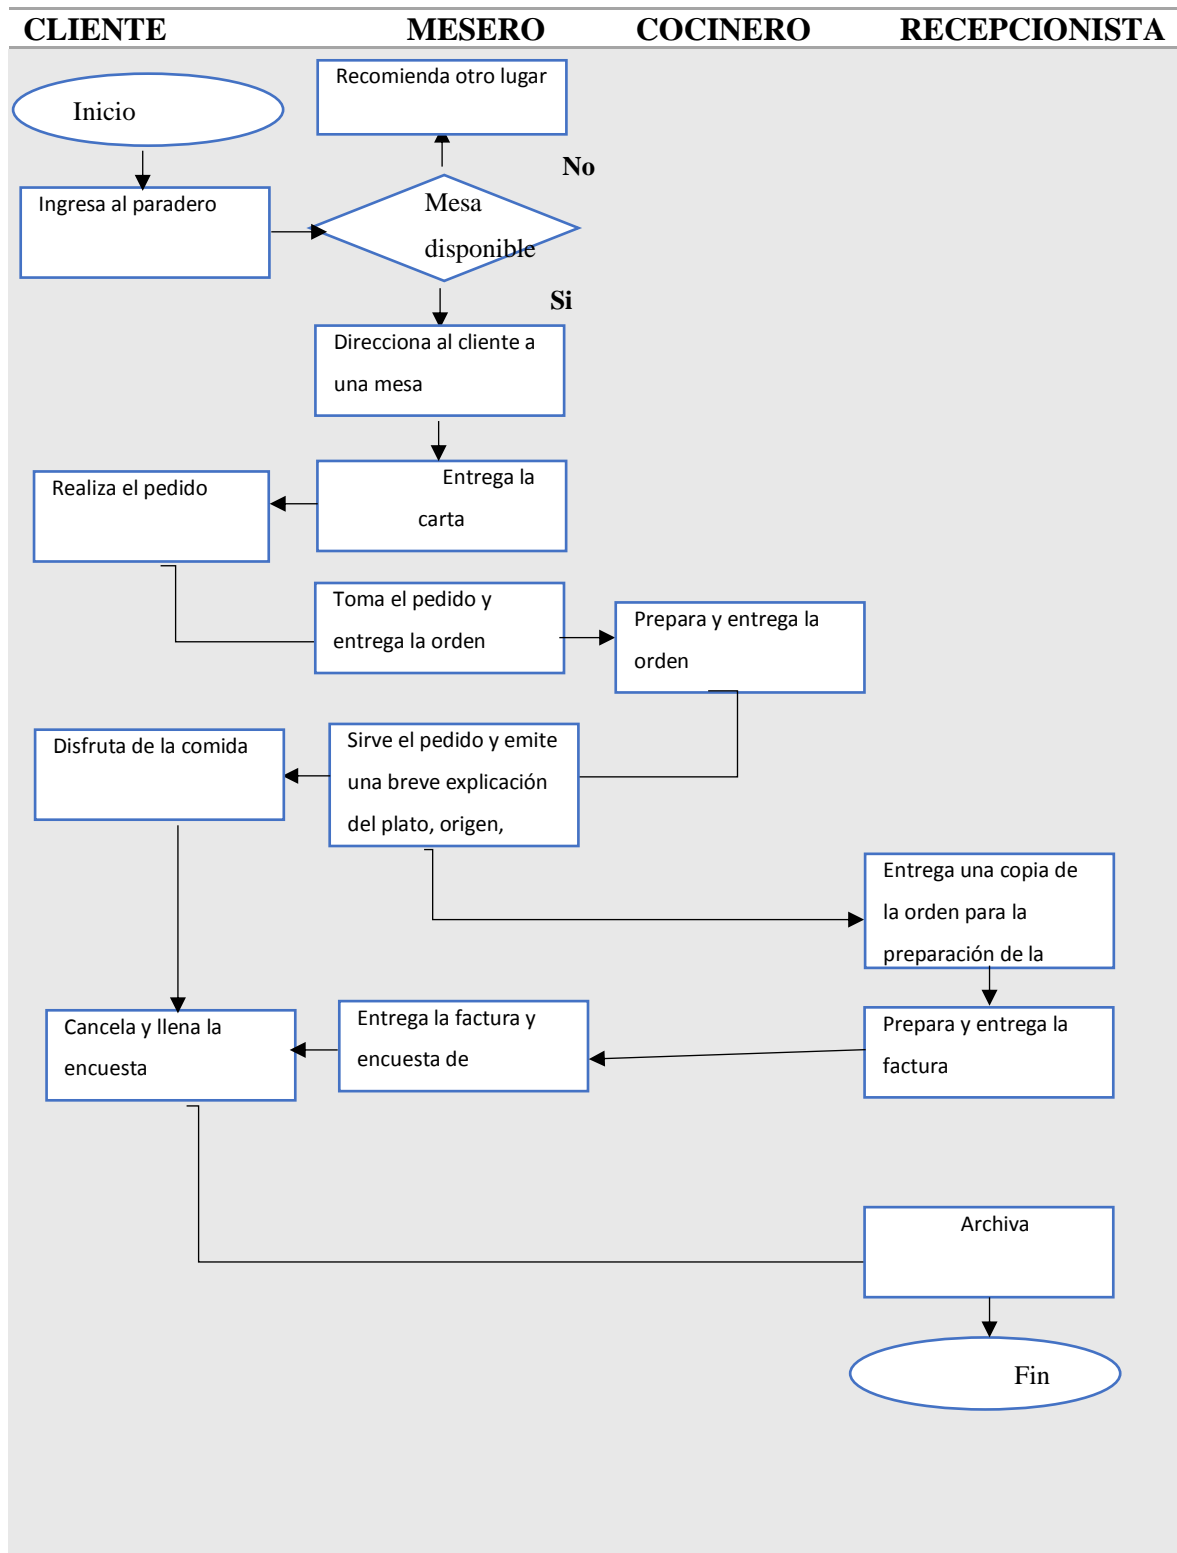 CLIENTE MESERO COCINERO RECEPCIONISTA
Recomienda otro lugar
Inicio
No
Ingresa al paradero
Mesa
disponible
Si
Direcciona al cliente a
una mesa
Realiza el pedido
Entrega la
carta
Toma el pedido y
entrega la orden
Prepara y entrega la
orden
Disfruta de la comida
Sirve el pedido y emite
una breve explicación
del plato, origen,
Entrega una copia de
la orden para la
preparación de la
Cancela y llena la
encuesta
Entrega la factura y
encuesta de
Prepara y entrega la
factura
Archiva
Fin